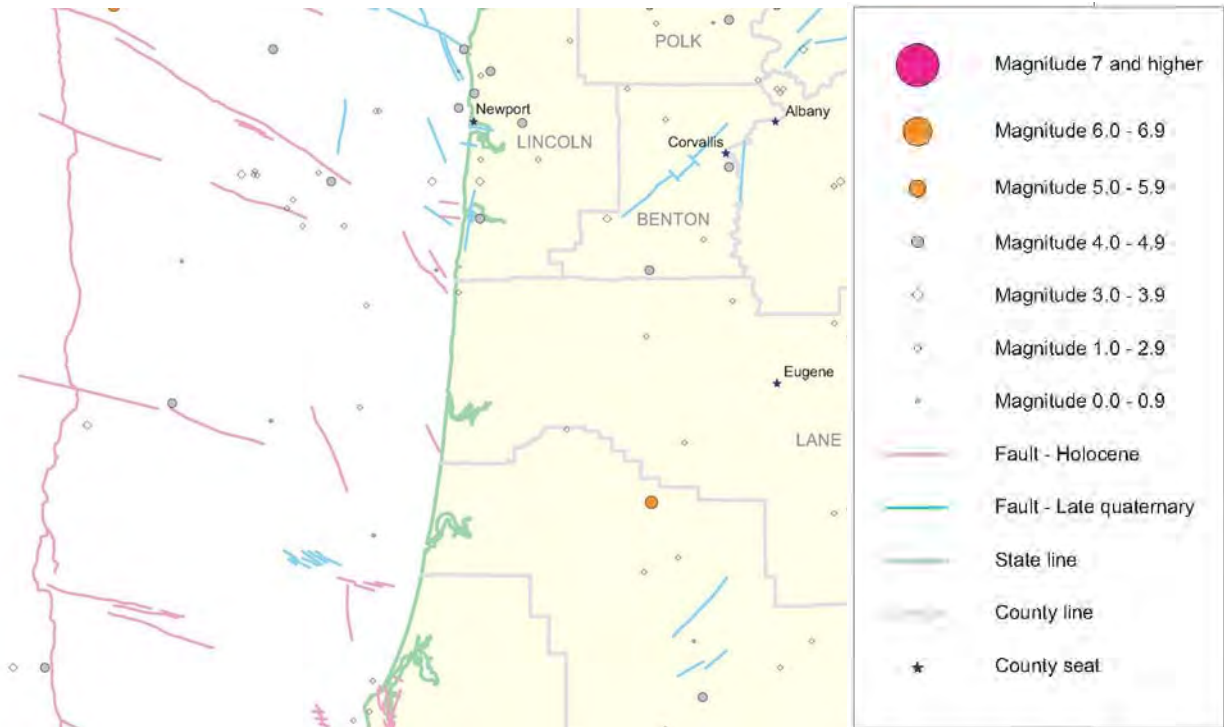 POLK
Newport
Albany
LINCOLN
Corvallis
BENTON
Eugene
LANE
Magnitude 7 and higher
Magnitude 6.0 - 6.9
Magnitude 5.0 - 5.9
Magnitude 4.0 - 4.9
Magnitude 3.0 - 3.9
Magnitude 1.0 - 2.9
Magnitude 0.0 - 0.9
Fault - Holocene
Fault - Late quaternary
State line
County line
County seat